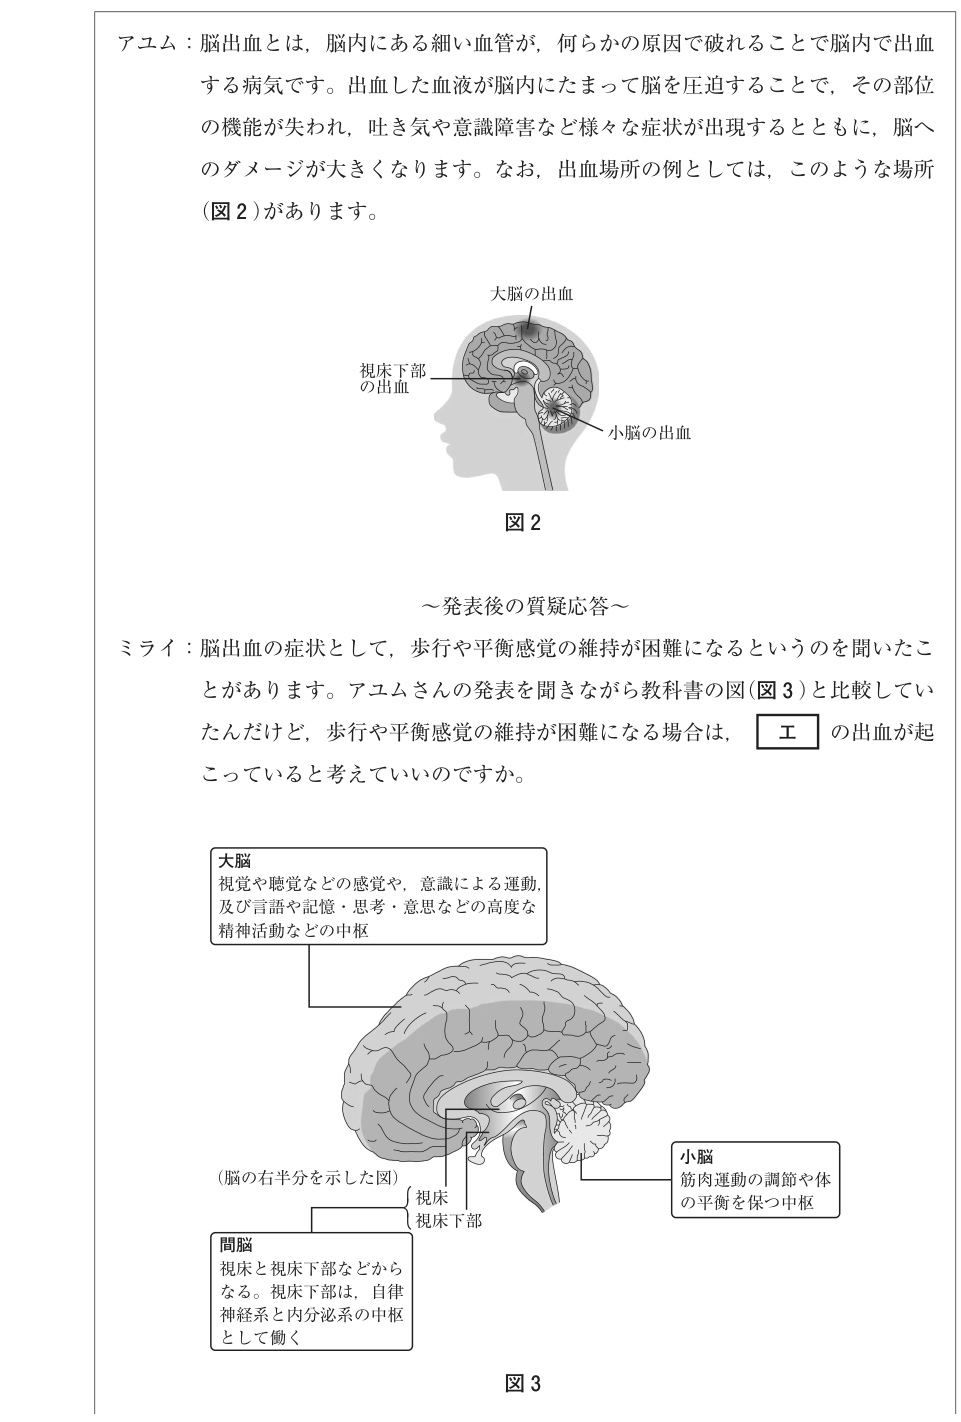 アユム：脳出血とは，脳内にある細い血管が，何らかの原因で破れることで脳内で出血
する病気です。出血した血液が脳内にたまって脳を圧迫することで，その部位
の機能が失われ，吐き気や意識障害など様々な症状が出現するとともに，脳へ
のダメージが大きくなります。なお，出血場所の例としては，このような場所
(図2)があります。
大脳の出血
視床下部
の出血
小脳の出血
図2
〜発表後の質疑応答〜
ミライ：脳出血の症状として，歩行や平衡感覚の維持が困難になるというのを聞いたこ
とがあります。アユムさんの発表を聞きながら教科書の図(図3)と比較してい
たんだけど，歩行や平衡感覚の維持が困難になる場合は， エ の出血が起
こっていると考えていいのですか。
大脳
視覚や聴覚などの感覚や，意識による運動，
及び言語や記憶・思考・意思などの高度な
精神活動などの中枢
小脳
筋肉運動の調節や体
の平衡を保つ中枢
(脳の右半分を示した図)
視床
視床下部
間脳
視床と視床下部などから
なる。視床下部は，自律
神経系と内分泌系の中枢
として働く
図3